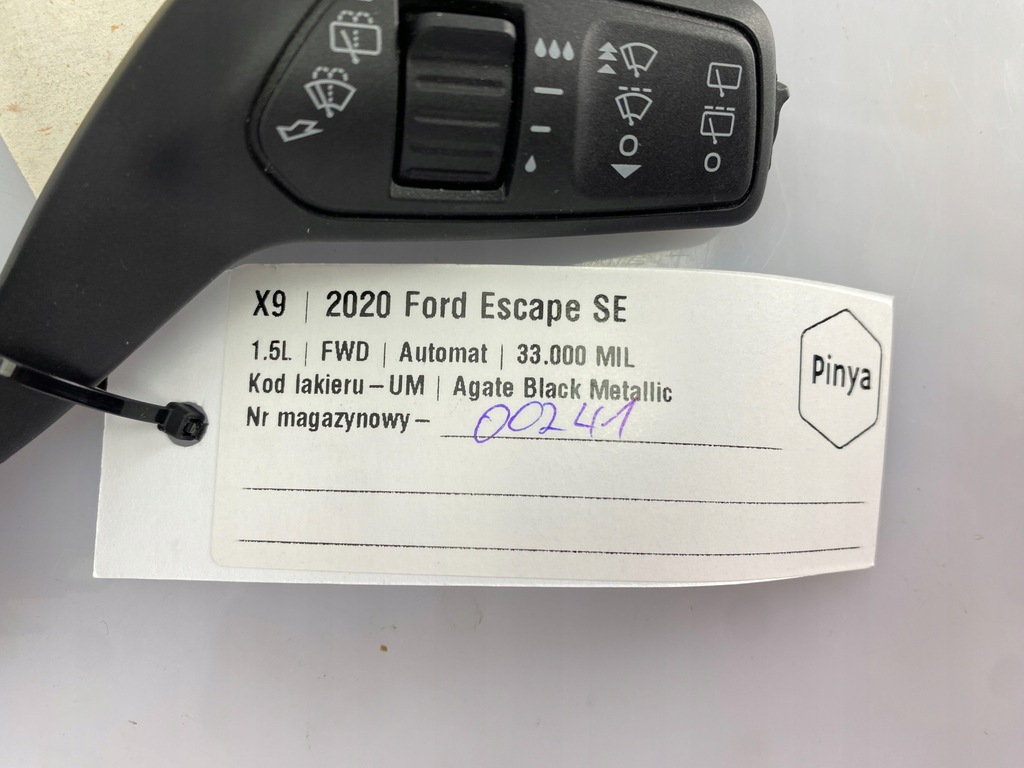 X9 | 2020 Ford Escape SE
1.5L | FWD | Automat | 33.000 MIL
Kod lakieru – UM | Agate Black Metallic
Nr magazynowy – 00241
Pinya